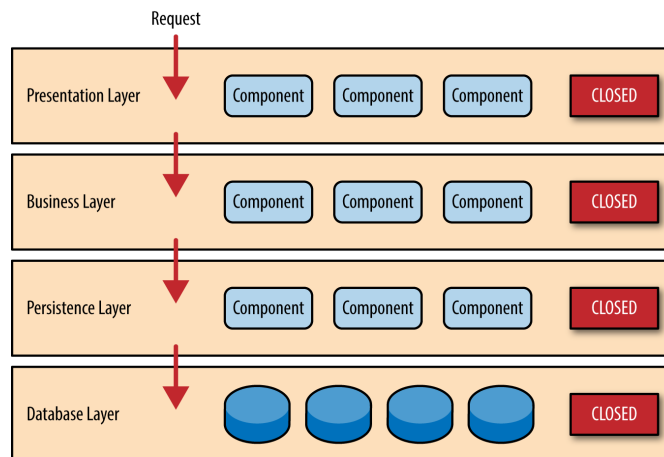 Request
Presentation Layer Component Component Component CLOSED
Business Layer Component Component Component CLOSED
Persistence Layer Component Component Component CLOSED
Database Layer CLOSED